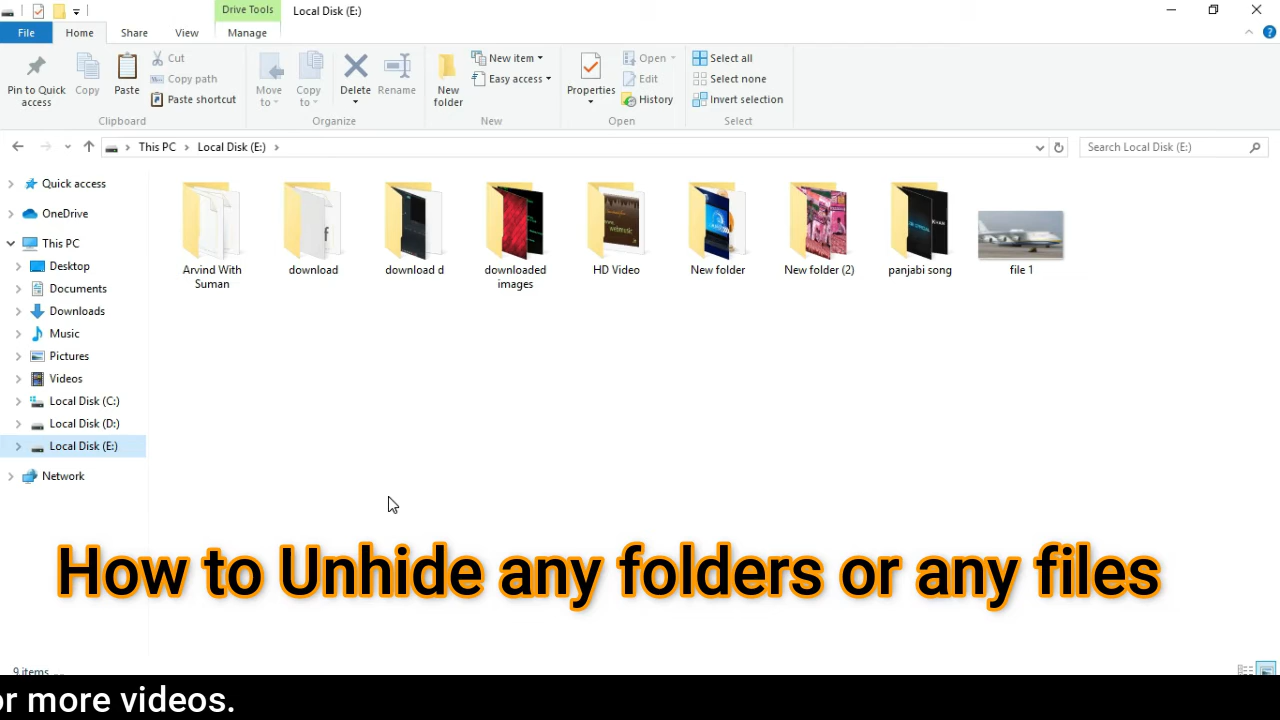 Drive Tools
Local Disk (E:)
File
Home
Share
View
Manage
Pin to Quick access
Copy
Paste
Cut
Copy path
Paste shortcut
Clipboard
Move to
Copy to
Delete
Rename
Organize
New folder
New item
Easy access
New
Properties
Open
Edit
History
Open
Select all
Select none
Invert selection
Select
This PC
Local Disk (E:)
Search Local Disk (E:)
Quick access
OneDrive
This PC
Desktop
Documents
Downloads
Music
Pictures
Videos
Local Disk (C:)
Local Disk (D:)
Local Disk (E:)
Network
Arvind With Suman
download
download d
downloaded images
HD Video
New folder
New folder (2)
panjabi song
file 1
How to Unhide any folders or any files
9 items
or more videos.